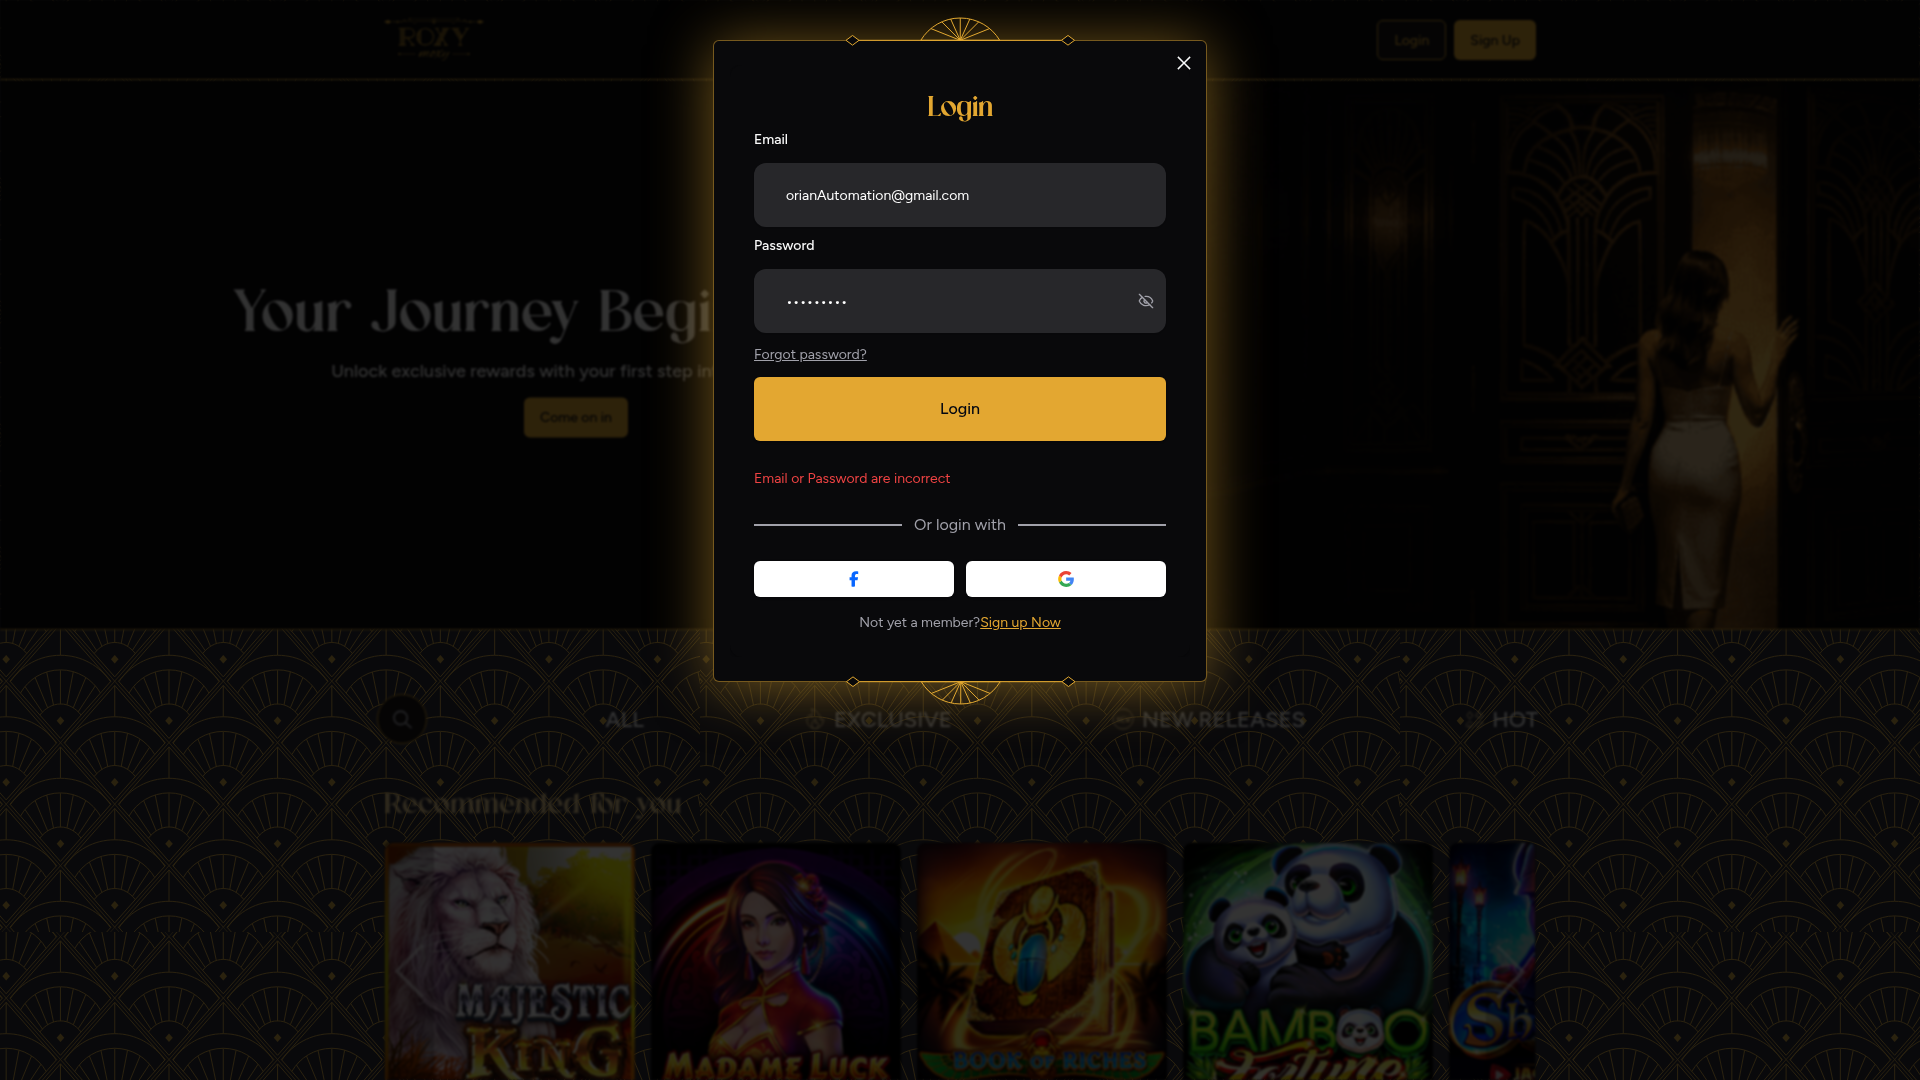 ROXY
Login
Sign Up
Login
Email
orianAutomation@gmail.com
Password
•••••••••
Forgot password?
Login
Email or Password are incorrect
Or login with
Not yet a member?Sign up Now
Your Journey Begi
Unlock exclusive rewards with your first step in
Come on in
ALL
EXCLUSIVE
NEW RELEASES
HOT
Recommended for you
MAJESTIC
KING
MADAME LUCK
BOOK OF RICHES
BAMBOO
Fortune
Sh
JA